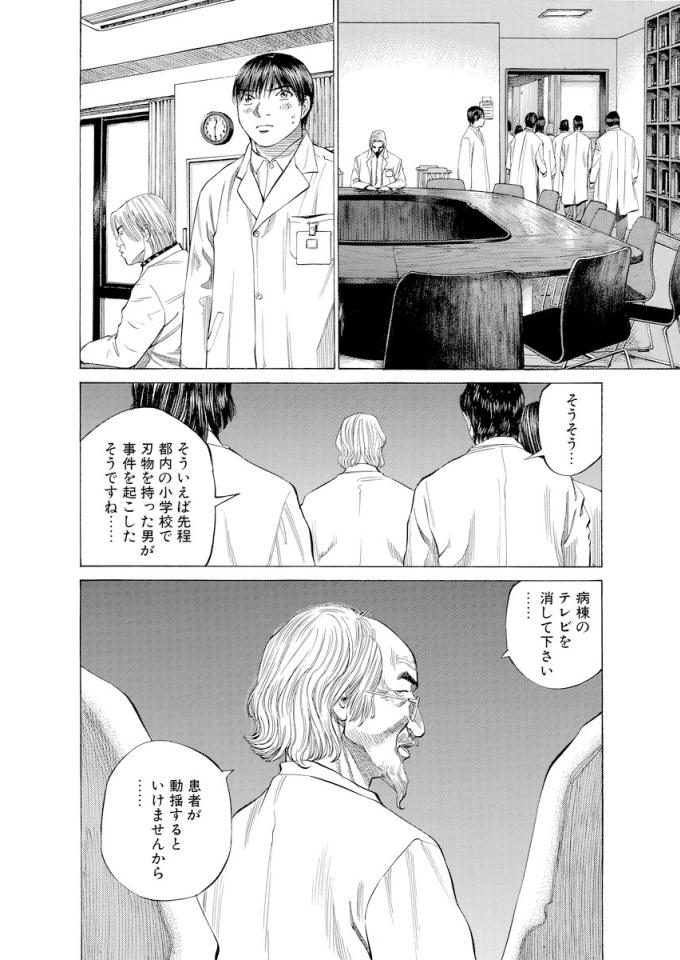 そうそう…
そういえば先程
都内の小学校で
刃物を持った男が
事件を起こした
そうですね……
病棟の
テレビを
消して下さい
……
患者が
動揺すると
いけませんから
……